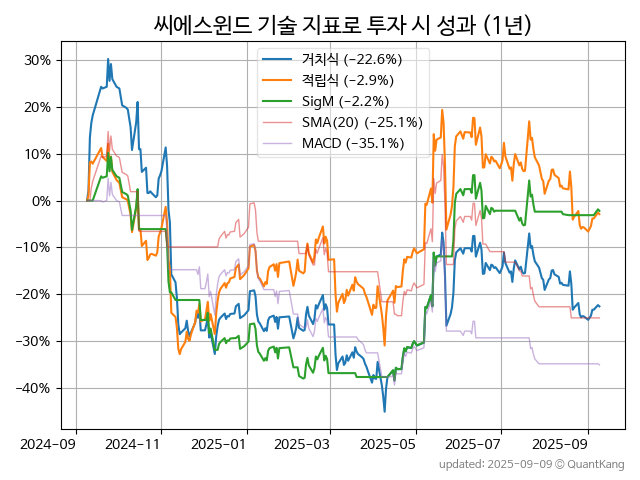 씨에스윈드 기술 지표로 투자 시 성과 (1년)
거치식 (−22.6%)
적립식 (−2.9%)
SigM (−2.2%)
SMA(20) (−25.1%)
MACD (−35.1%)
30%
20%
10%
0%
−10%
−20%
−30%
−40%
2024-09 2024-11 2025-01 2025-03 2025-05 2025-07 2025-09
updated: 2025-09-09 © QuantKang